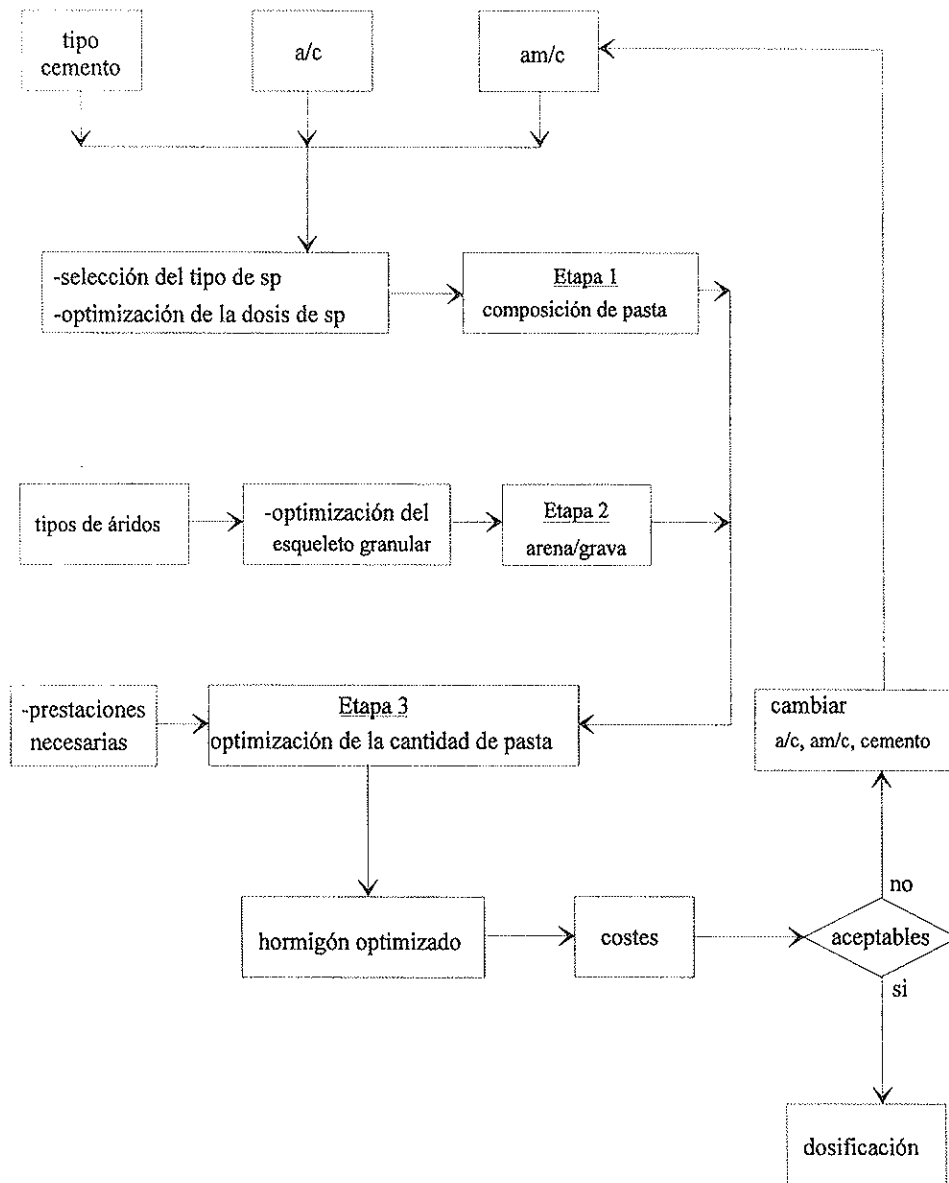 tipo
cemento
a/c
am/c
-selección del tipo de sp
-optimización de la dosis de sp
Etapa 1
composición de pasta
tipos de áridos
-optimización del
esqueleto granular
Etapa 2
arena/grava
-prestaciones
necesarias
Etapa 3
optimización de la cantidad de pasta
cambiar
a/c, am/c, cemento
hormigón optimizado
costes
aceptables
no
si
dosificación